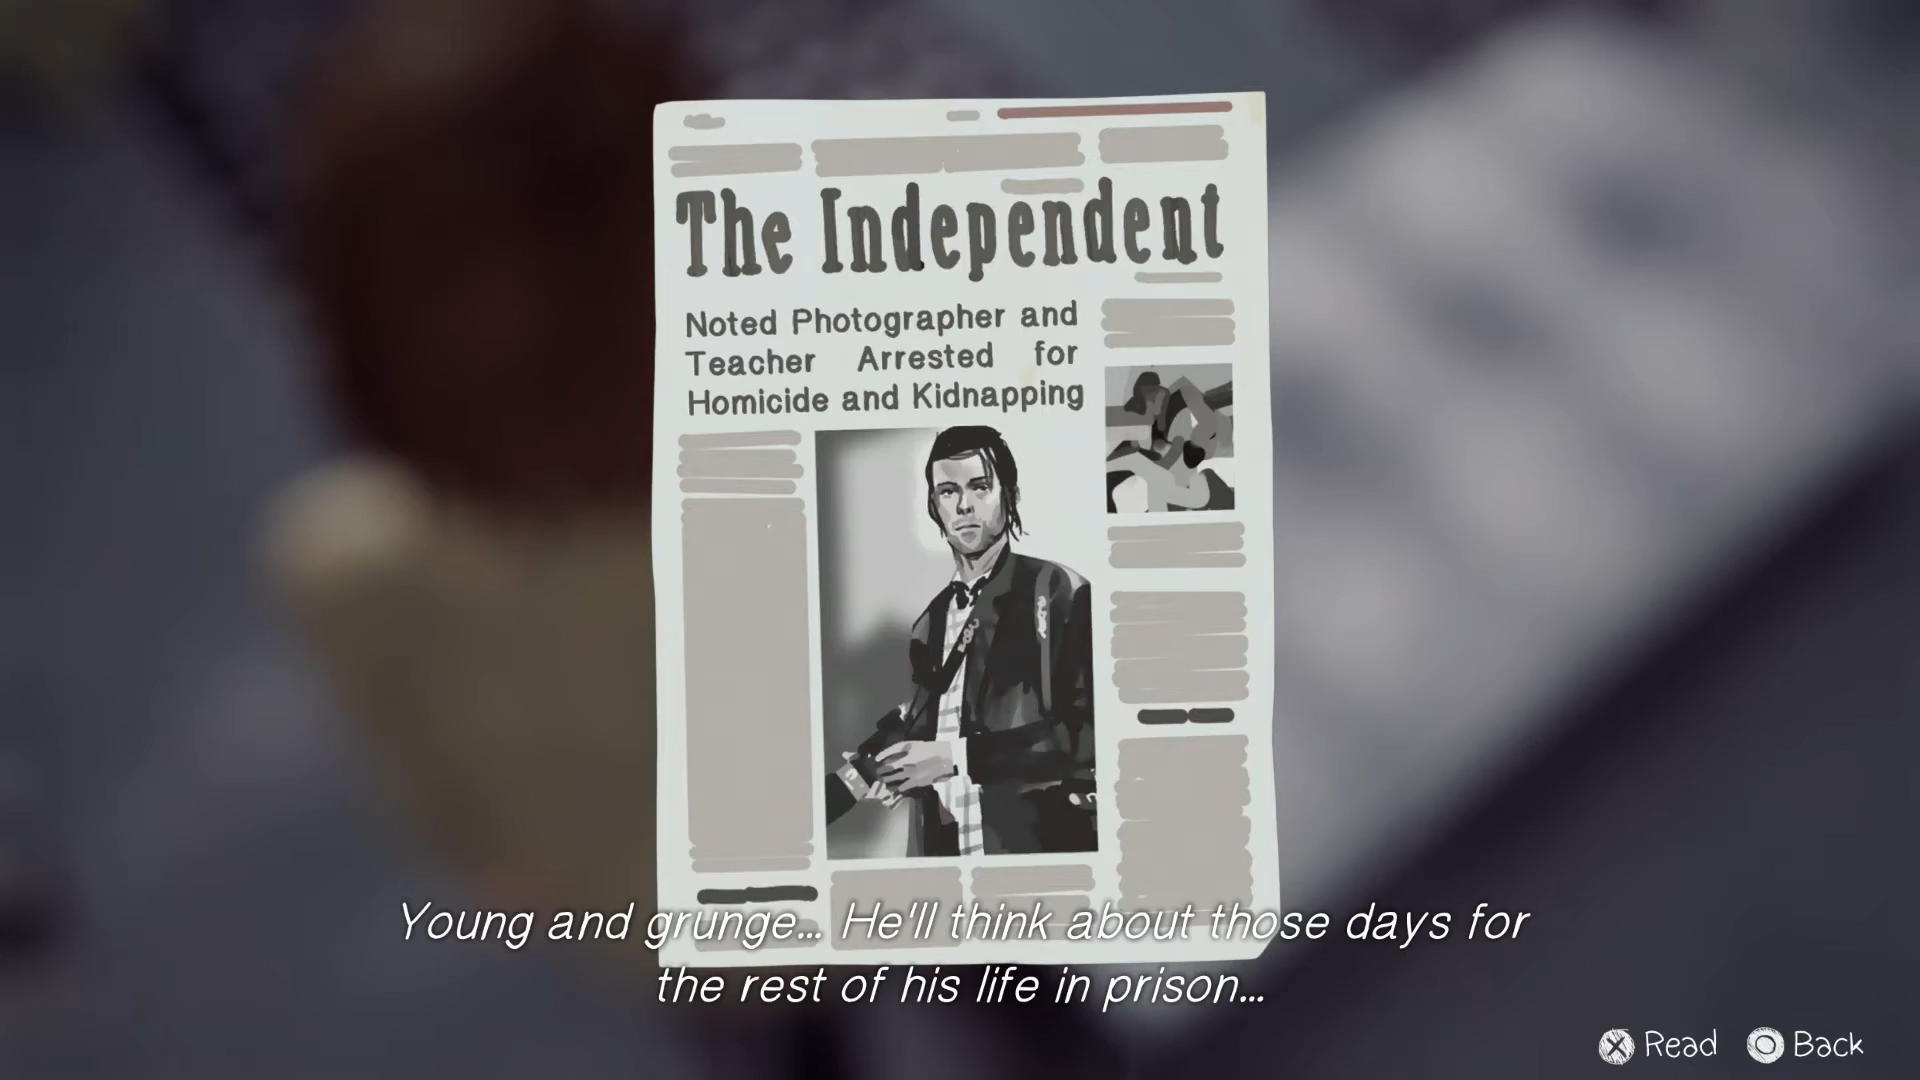 The Independent
Noted Photographer and
Teacher Arrested for
Homicide and Kidnapping
Young and grunge... He'll think about those days for
the rest of his life in prison...
Read
Back